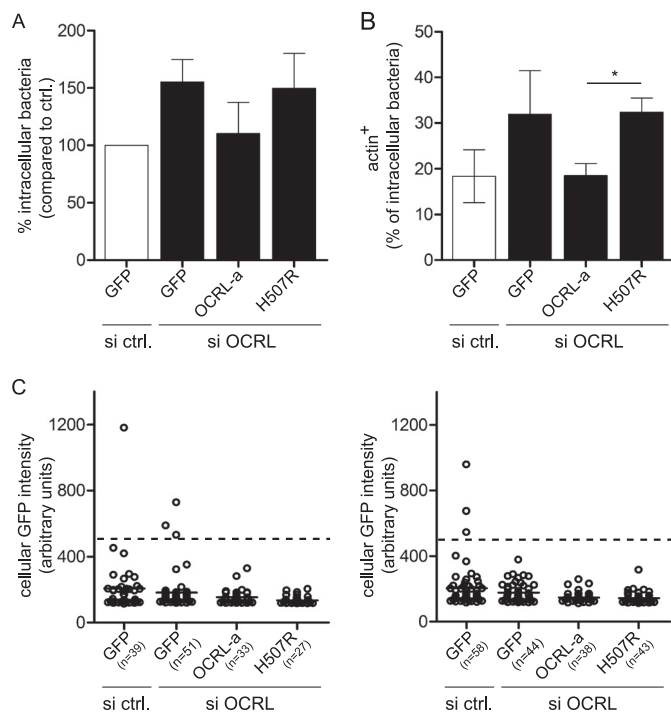 A
% intracellular bacteria
(compared to ctrl.)
200
150
100
50
0
GFP
GFP
OCRL-a
H507R
si ctrl.
si OCRL
B
actin+
(% of intracellular bacteria)
50
40
30
20
10
0
*
GFP
GFP
OCRL-a
H507R
si ctrl.
si OCRL
C
cellular GFP intensity
(arbitrary units)
1200
800
400
0
GFP
(n=39)
GFP
(n=51)
OCRL-a
(n=33)
H507R
(n=27)
si ctrl.
si OCRL
cellular GFP intensity
(arbitrary units)
1200
800
400
0
GFP
(n=58)
GFP
(n=44)
OCRL-a
(n=38)
H507R
(n=43)
si ctrl.
si OCRL